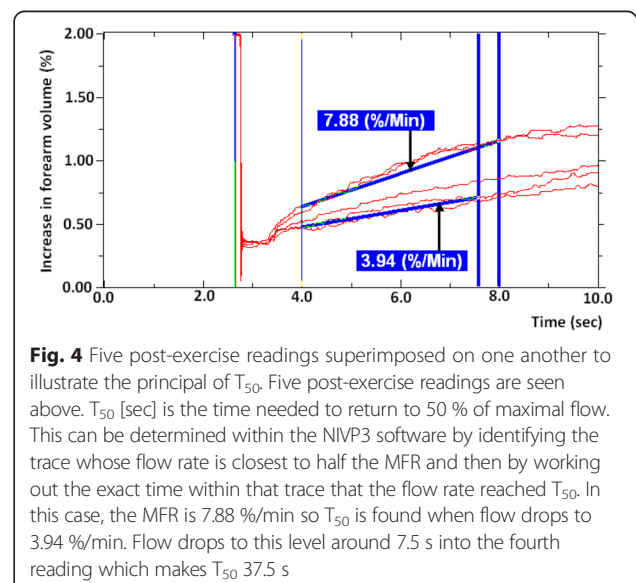 2.00
1.50
1.00
0.50
0.00
Increase in forearm volume (%)
7.88 (%/Min)
3.94 (%/Min)
0.0 2.0 4.0 6.0 8.0 10.0
Time (sec)
Fig. 4 Five post-exercise readings superimposed on one another to
illustrate the principal of T50. Five post-exercise readings are seen
above. T50 [sec] is the time needed to return to 50 % of maximal flow.
This can be determined within the NIVP3 software by identifying the
trace whose flow rate is closest to half the MFR and then by working
out the exact time within that trace that the flow rate reached T50. In
this case, the MFR is 7.88 %/min so T50 is found when flow drops to
3.94 %/min. Flow drops to this level around 7.5 s into the fourth
reading which makes T50 37.5 s